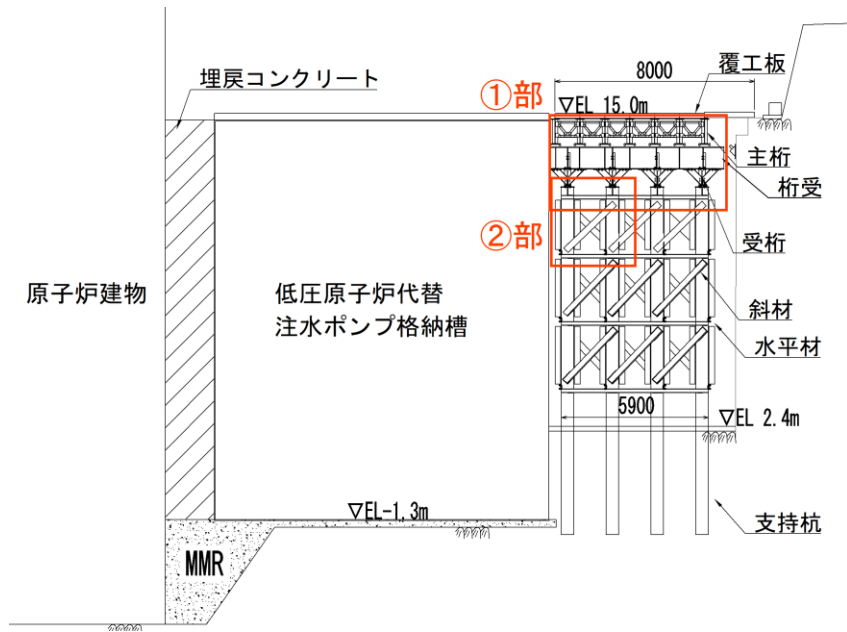 覆工板
8000
埋戻コンクリート
①部
▽EL 15.0m
主桁
桁受
②部
受桁
原子炉建物
低圧原子炉代替
注水ポンプ格納槽
斜材
水平材
5900
▽EL 2.4m
▽EL-1,3m
支持杭
MMR